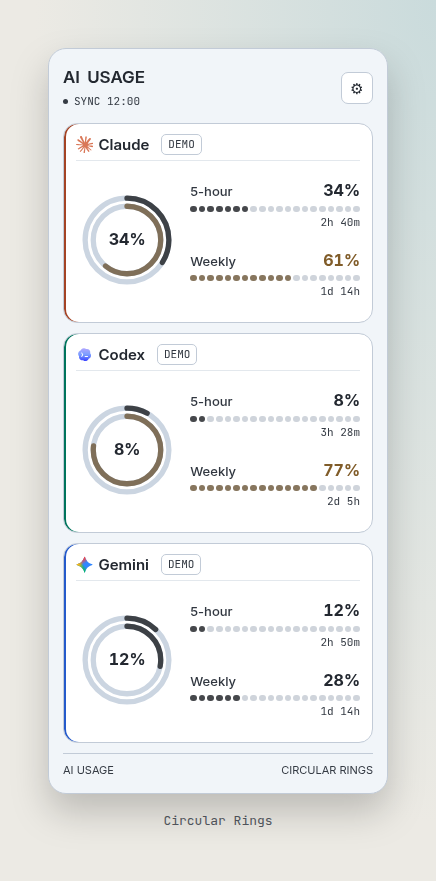 AI USAGE
SYNC 12:00
Claude DEMO
34%
5-hour 34%
2h 40m
Weekly 61%
1d 14h
Codex DEMO
8%
5-hour 8%
3h 28m
Weekly 77%
2d 5h
Gemini DEMO
12%
5-hour 12%
2h 50m
Weekly 28%
1d 14h
AI USAGE CIRCULAR RINGS
Circular Rings